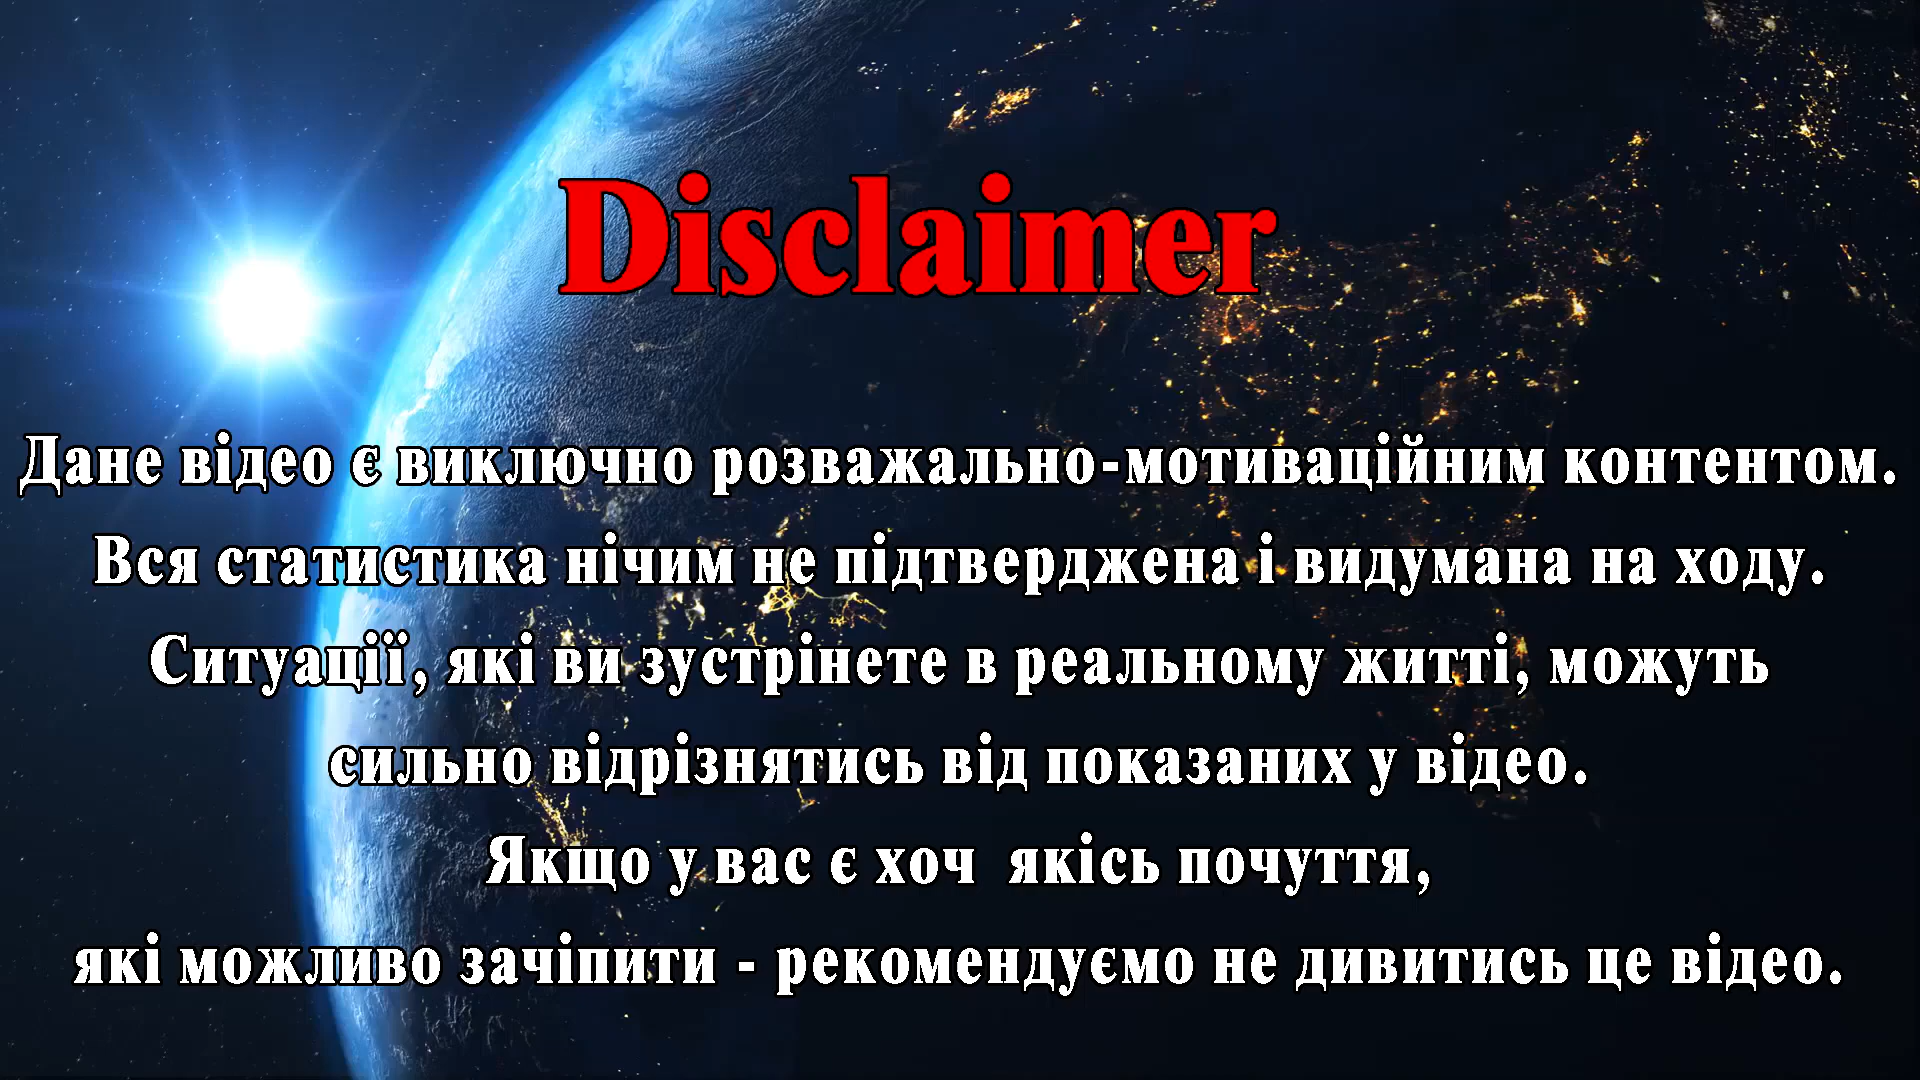 Disclaimer
Дане відео є виключно розважально-мотиваційним контентом.
Вся статистика нічим не підтверджена і видумана на ходу.
Ситуації, які ви зустрінете в реальному житті, можуть
сильно відрізнятись від показаних у відео.
Якщо у вас є хоч якісь почуття,
які можливо зачіпити - рекомендуємо не дивитись це відео.